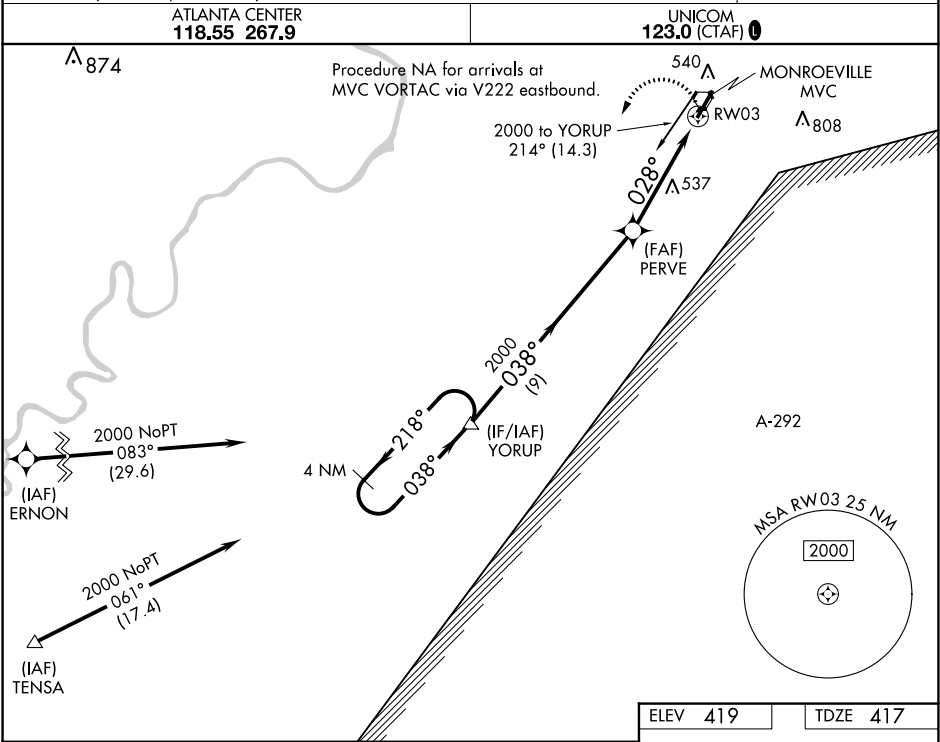 ATLANTA CENTER
118.55 267.9
UNICOM
123.0 (CTAF) L
874
Procedure NA for arrivals at
MVC VORTAC via V222 eastbound.
540
MONROEVILLE
MVC
RW03
808
2000 to YORUP
214° (14.3)
028°
537
(FAF)
PERVE
2000
038°
(9)
A-292
218°
(IF/IAF)
YORUP
4 NM
038°
2000 NoPT
083°
(29.6)
(IAF)
ERNON
MSA RW03 25 NM
2000
2000 NoPT
061°
(17.4)
(IAF)
TENSA
ELEV 419
TDZE 417